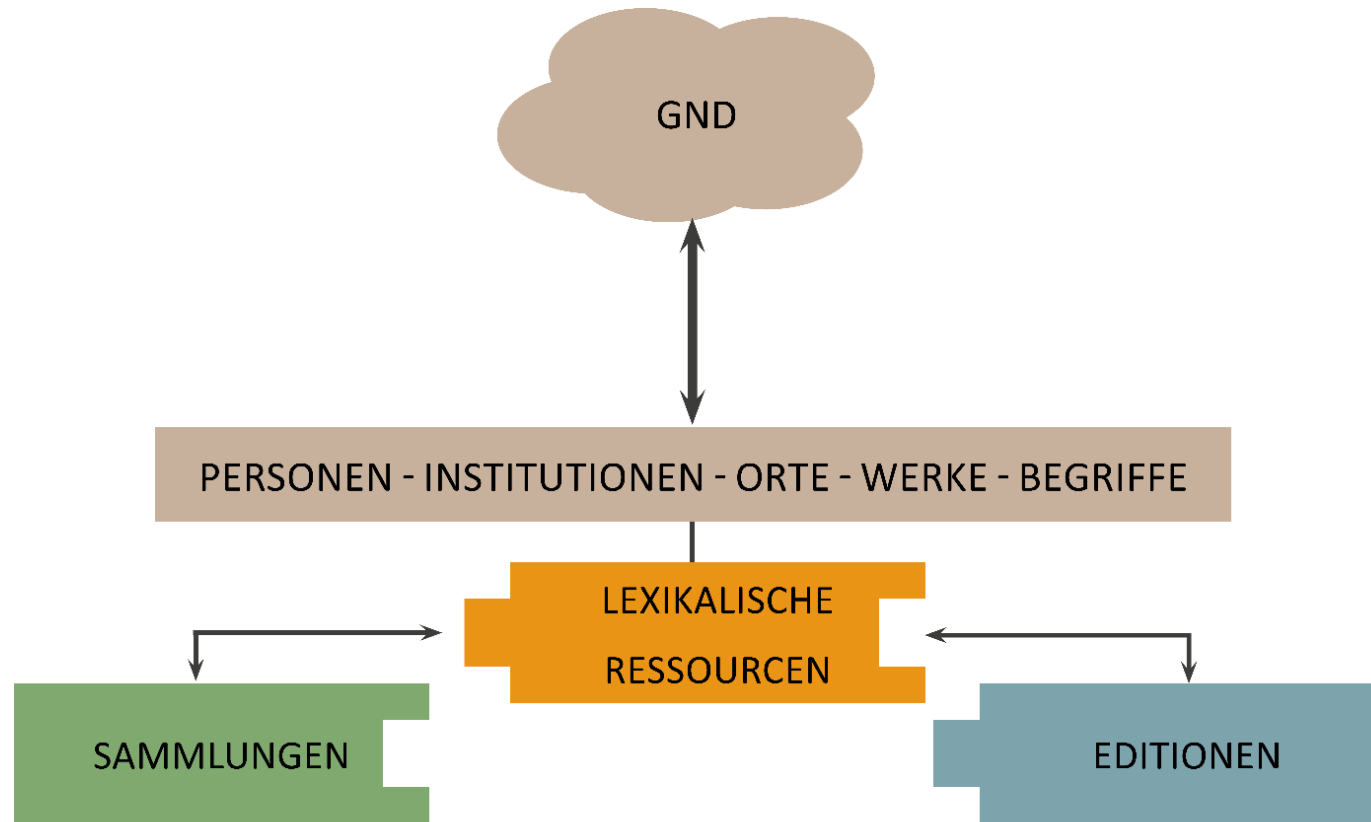 GND
PERSONEN - INSTITUTIONEN - ORTE - WERKE - BEGRIFFE
LEXIKALISCHE
RESSOURCEN
SAMMLUNGEN
EDITIONEN